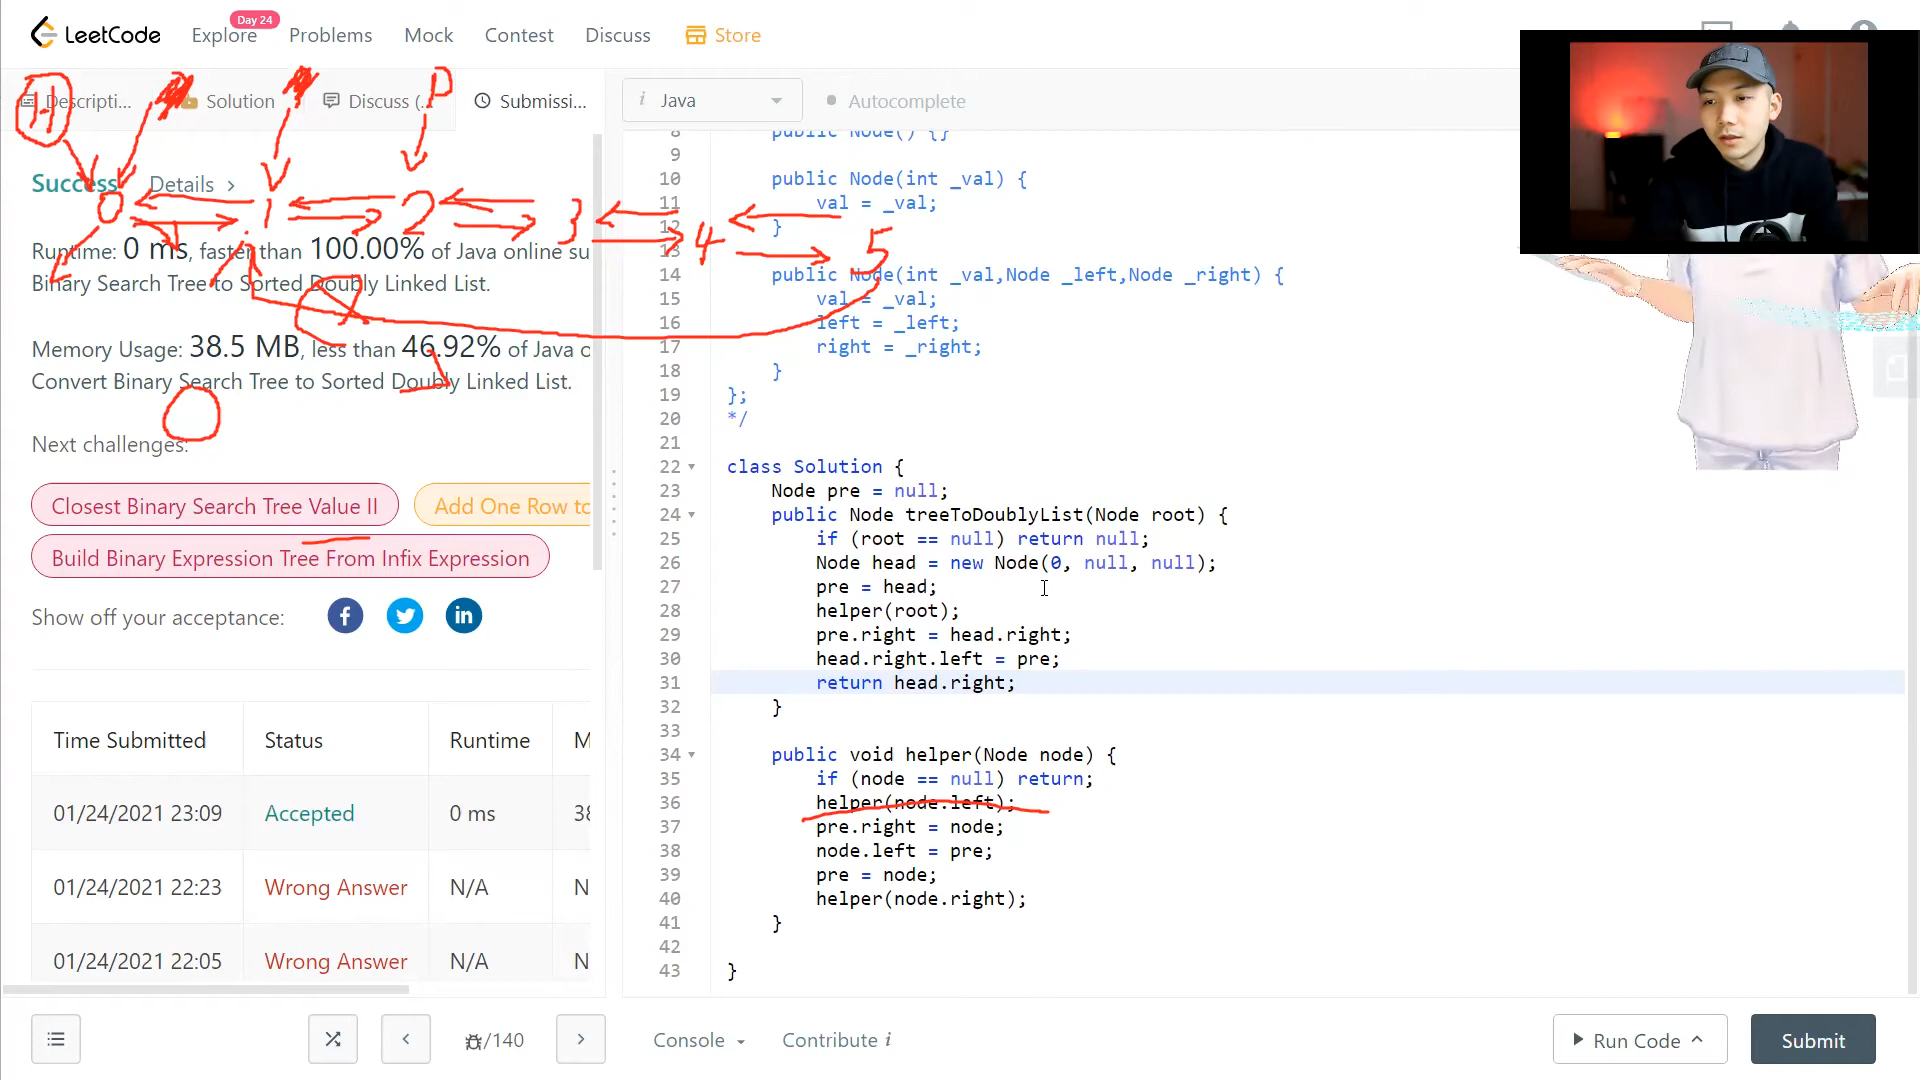 LeetCode
Explore
Day 24
Problems
Mock
Contest
Discuss
Store
H
P
Descripti...
Solution
Discuss (...
Submissi...
i Java
Autocomplete
Success
Details >
0 1 2 3 4 5
Runtime: 0 ms, faster than 100.00% of Java online su
Binary Search Tree to Sorted Doubly Linked List.
Memory Usage: 38.5 MB, less than 46.92% of Java o
Convert Binary Search Tree to Sorted Doubly Linked List.
Next challenges:
Closest Binary Search Tree Value II
Add One Row to
Build Binary Expression Tree From Infix Expression
Show off your acceptance:
Time Submitted Status Runtime M
01/24/2021 23:09 Accepted 0 ms 38
01/24/2021 22:23 Wrong Answer N/A N
01/24/2021 22:05 Wrong Answer N/A N
8 public Node() {}
9
10 public Node(int _val) {
11 val = _val;
12 }
13
14 public Node(int _val,Node _left,Node _right) {
15 val = _val;
16 left = _left;
17 right = _right;
18 }
19 };
20 */
21
22 class Solution {
23 Node pre = null;
24 public Node treeToDoublyList(Node root) {
25 if (root == null) return null;
26 Node head = new Node(0, null, null);
27 pre = head;
28 helper(root);
29 pre.right = head.right;
30 head.right.left = pre;
31 return head.right;
32 }
33
34 public void helper(Node node) {
35 if (node == null) return;
36 helper(node.left);
37 pre.right = node;
38 node.left = pre;
39 pre = node;
40 helper(node.right);
41 }
42
43 }
/140
Console
Contribute i
Run Code
Submit